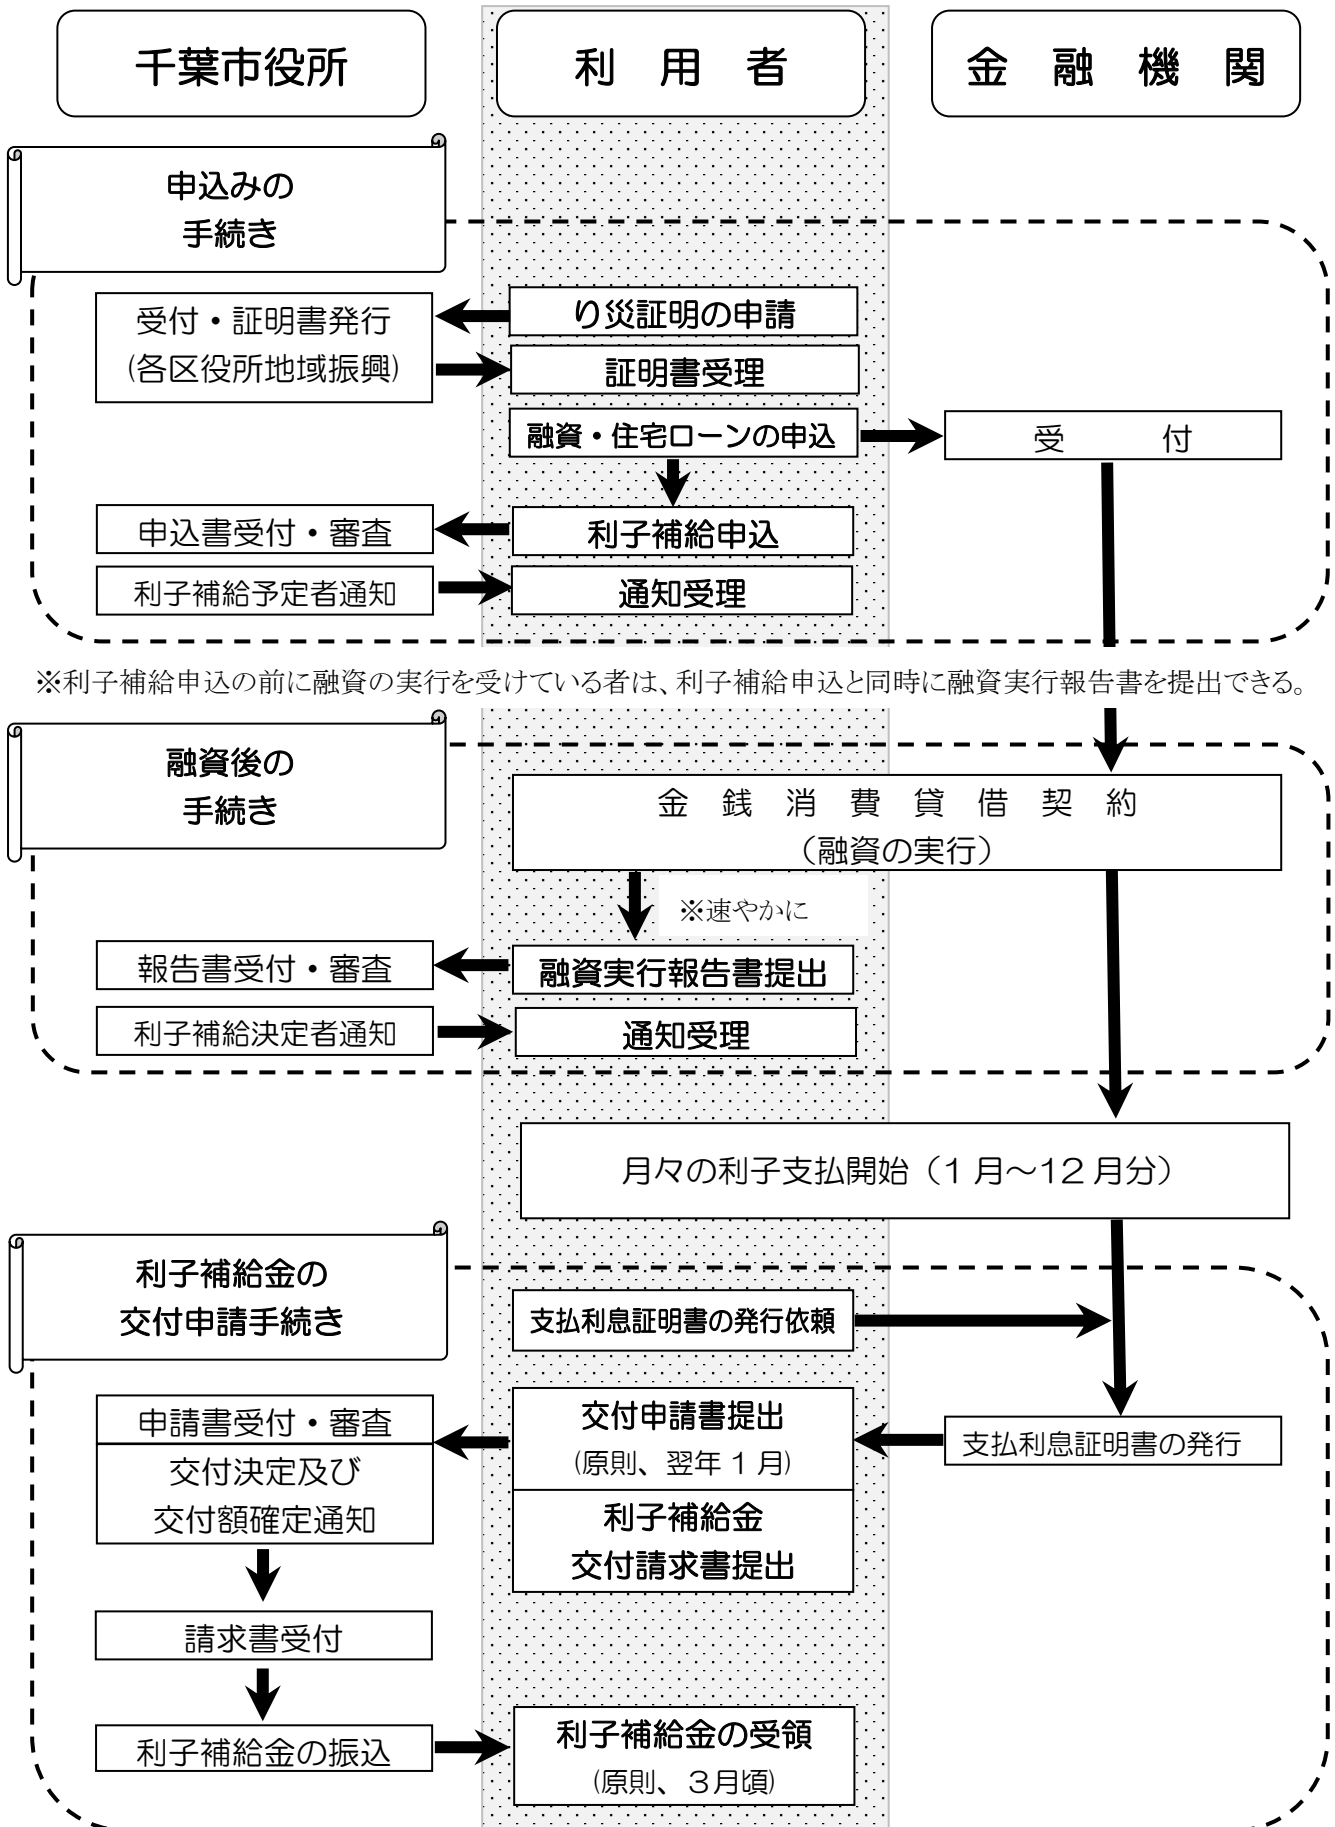 千葉市役所
利　用　者
金　融　機　関
申込みの
手続き
り災証明の申請
受付・証明書発行
(各区役所地域振興)
証明書受理
融資・住宅ローンの申込
受　　　付
利子補給申込
申込書受付・審査
利子補給予定者通知
通知受理
※利子補給申込の前に融資の実行を受けている者は、利子補給申込と同時に融資実行報告書を提出できる。
融資後の
手続き
金　銭　消　費　貸　借　契　約
（融資の実行）
※速やかに
融資実行報告書提出
報告書受付・審査
利子補給決定者通知
通知受理
月々の利子支払開始（1 月～12 月分）
利子補給金の
交付申請手続き
支払利息証明書の発行依頼
支払利息証明書の発行
交付申請書提出
(原則、翌年 1 月)
申請書受付・審査
交付決定及び
交付額確定通知
利子補給金
交付請求書提出
請求書受付
利子補給金の振込
利子補給金の受領
(原則、３月頃)